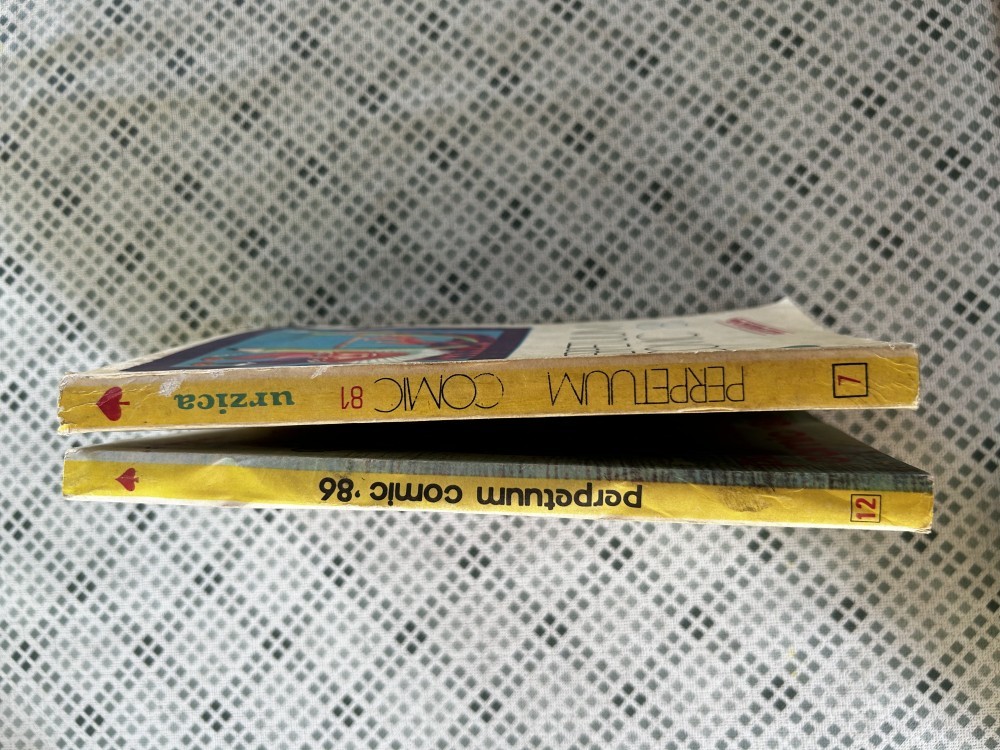 7 PERPETUUM COMIC 81 urzica
12 perpetuum comic '86